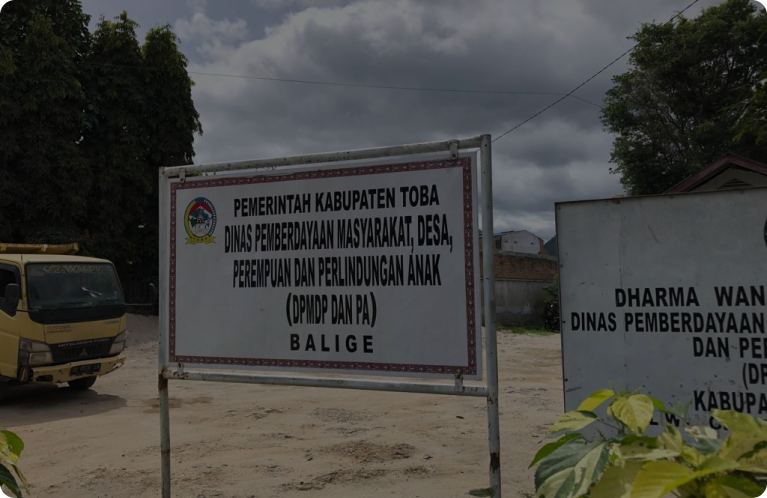 PEMERINTAH KABUPATEN TOBA
DINAS PEMBERDAYAAN MASYARAKAT, DESA,
PEREMPUAN DAN PERLINDUNGAN ANAK
(DPMDP DAN PA)
BALIGE
DHARMA WAN
DINAS PEMBERDAYAAN
DAN PE
(DP
KABUPA